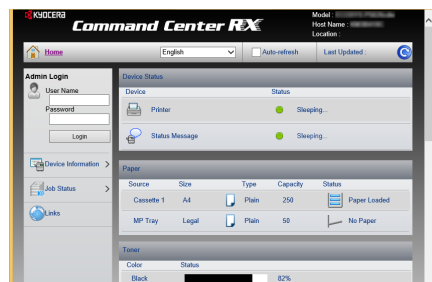 KYOCERA
Command Center RX
Model :
Host Name :
Location :
Home
English
Auto-refresh
Last Updated :
Admin Login
User Name
Password
Login
Device Information >
Job Status >
Links
Device Status
Device Status
Printer Sleeping...
Status Message Sleeping...
Paper
Source Size Type Capacity Status
Cassette 1 A4 Plain 250 Paper Loaded
MP Tray Legal Plain 50 No Paper
Toner
Color Status
Black 82%